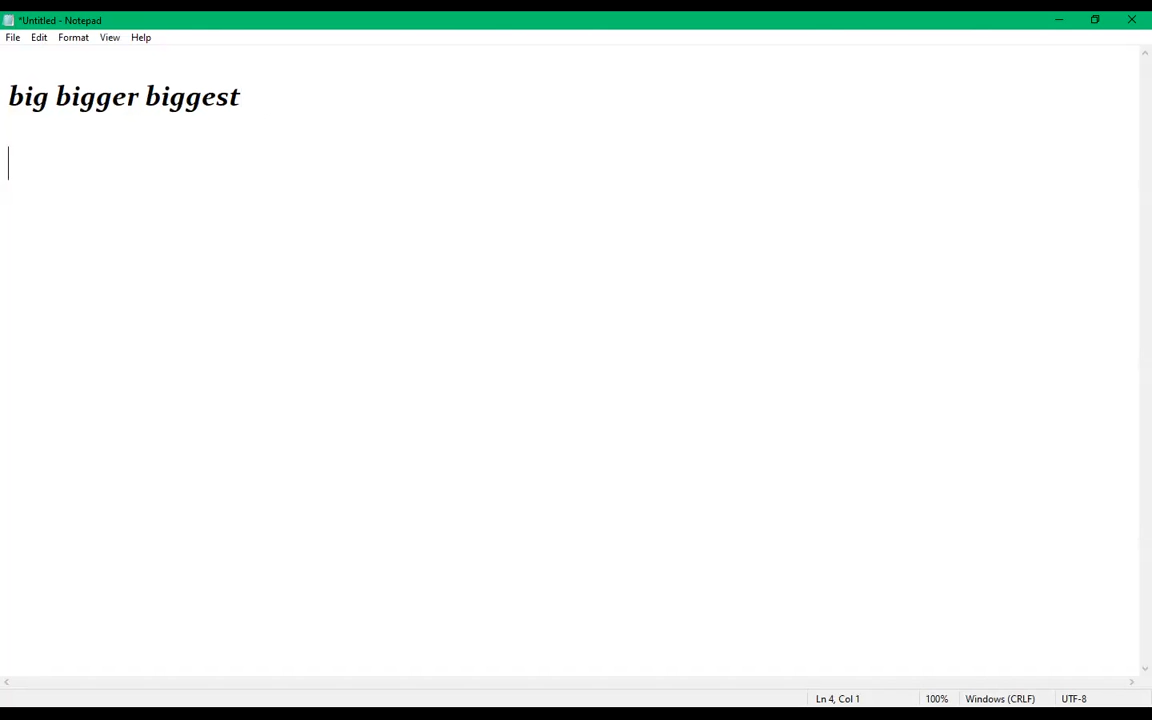 *Untitled - Notepad
File Edit Format View Help
big bigger biggest
Ln 4, Col 1 100% Windows (CRLF) UTF-8